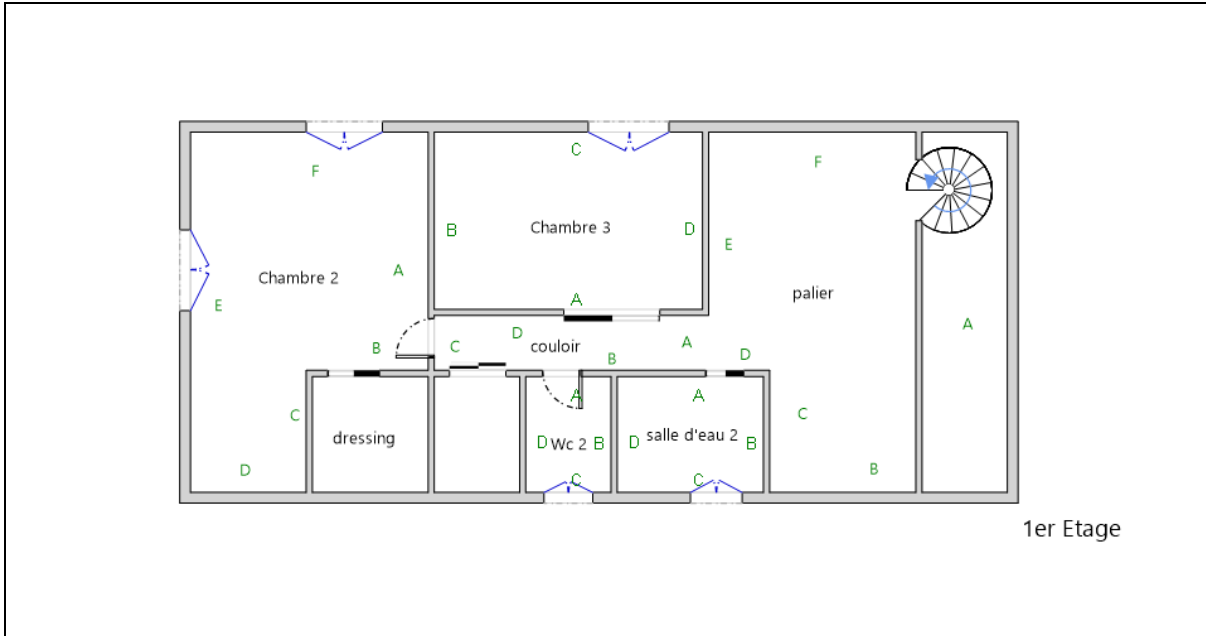 C
F
F
Chambre 3
B
D
E
A
Chambre 2
palier
E
A
A
D
A
C
couloir
B
B
D
A
A
C
C
dressing
D
Wc 2
B
D
salle d'eau 2
B
D
B
C
C
1er Etage